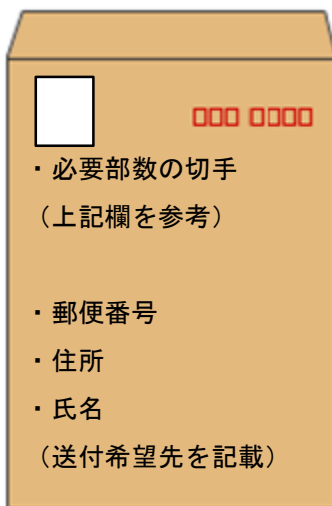 ・必要部数の切手
（上記欄を参考）
・郵便番号
・住所
・氏名
（送付希望先を記載）